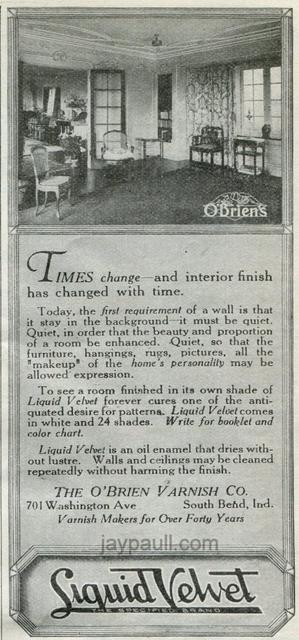 O'Brien's
TIMES change—and interior finish
has changed with time.
Today, the first requirement of a wall is that
it stay in the background—it must be quiet.
Quiet, in order that the beauty and proportion
of a room be enhanced. Quiet, so that the
furniture, hangings, rugs, pictures, all the
"makeup" of the home's personality may be
allowed expression.
To see a room finished in its own shade of
Liquid Velvet forever cures one of the anti-
quated desire for patterns. Liquid Velvet comes
in white and 24 shades. Write for booklet and
color chart.
Liquid Velvet is an oil enamel that dries with-
out lustre. Walls and ceilings may be cleaned
repeatedly without harming the finish.
THE O'BRIEN VARNISH CO.
701 Washington Ave South Bend, Ind.
Varnish Makers for Over Forty Years
jaypaull.com
Liquid Velvet
THE SPECIFIED BRAND